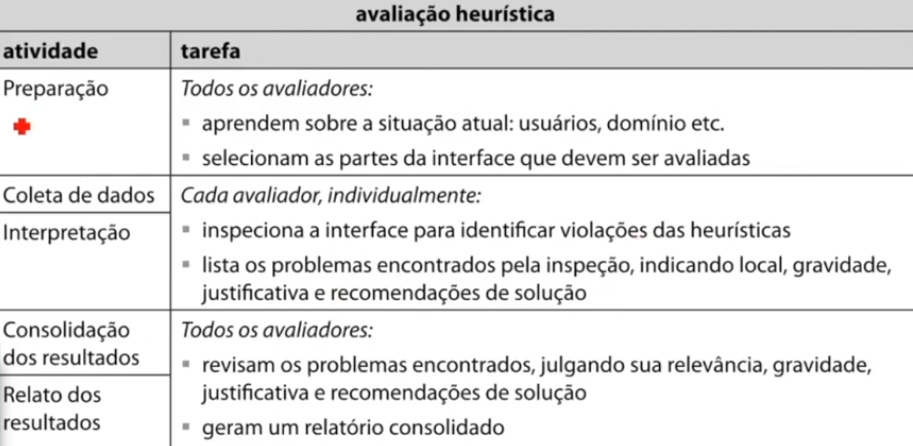 avaliação heurística
atividade
tarefa
Preparação
Todos os avaliadores:
▪ aprendem sobre a situação atual: usuários, domínio etc.
▪ selecionam as partes da interface que devem ser avaliadas
Coleta de dados
Interpretação
Cada avaliador, individualmente:
▪ inspeciona a interface para identificar violações das heurísticas
▪ lista os problemas encontrados pela inspeção, indicando local, gravidade,
justificativa e recomendações de solução
Consolidação
dos resultados
Relato dos
resultados
Todos os avaliadores:
▪ revisam os problemas encontrados, julgando sua relevância, gravidade,
justificativa e recomendações de solução
▪ geram um relatório consolidado